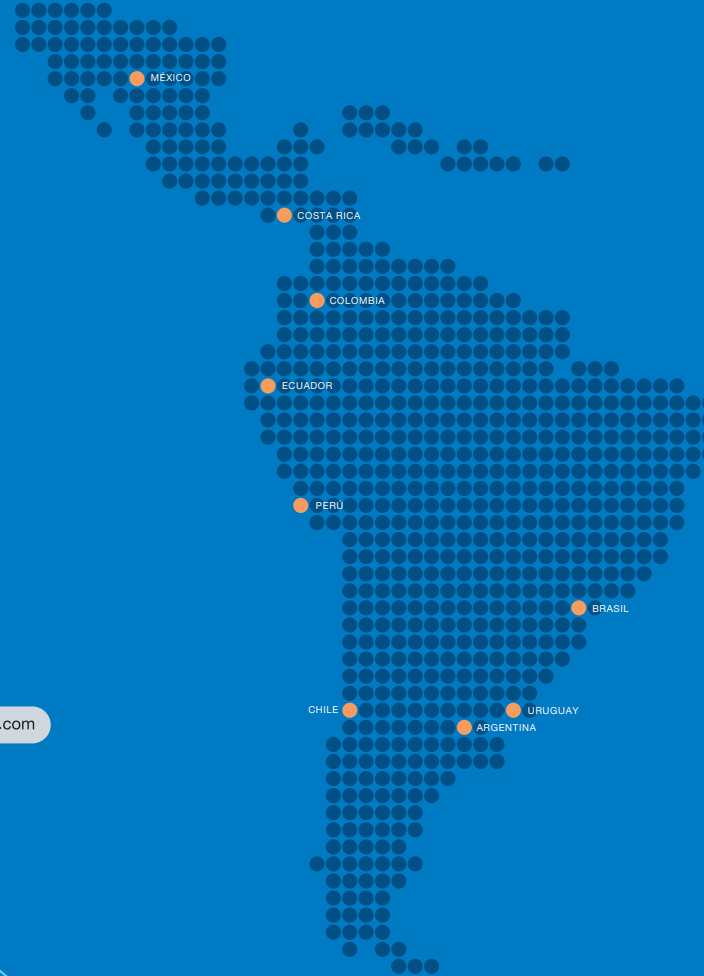 MÉXICO
COSTA RICA
COLOMBIA
ECUADOR
PERÚ
BRASIL
CHILE
URUGUAY
.com
ARGENTINA